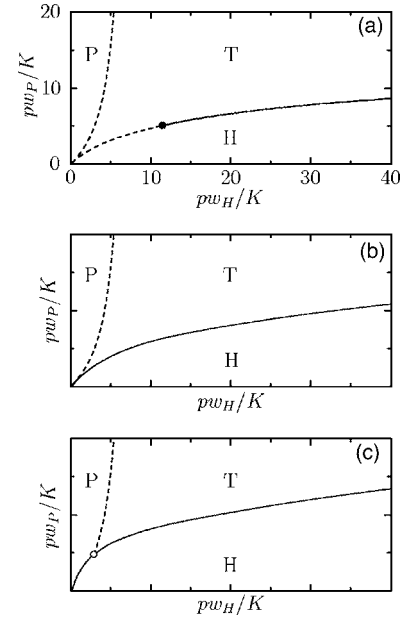 (a)
20
10
0
pw_P/K
P
T
H
0 10 20 30 40
pw_H/K
(b)
pw_P/K
P
T
H
pw_H/K
(c)
pw_P/K
P
T
H
pw_H/K